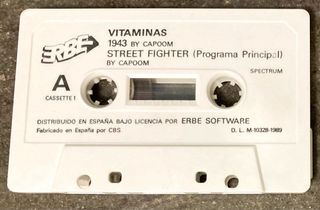 ERBE
VITAMINAS
1943 BY CAPOOM
STREET FIGHTER (Programa Principal)
BY CAPOOM
SPECTRUM
A
CASSETTE 1
DISTRIBUIDO EN ESPAÑA BAJO LICENCIA POR ERBE SOFTWARE
Fabricado en España por CBS.
D. L. M-10328-1989